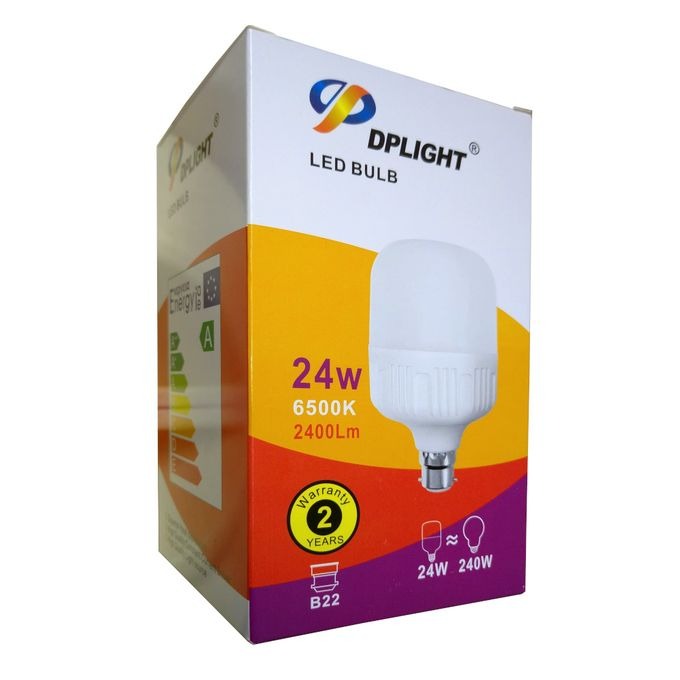 DPLIGHT®
LED BULB
24W
6500K
2400Lm
Warranty
2
YEARS
B22
24W ≈ 240W
DPLIGHT®
LED BULB
Energy
A